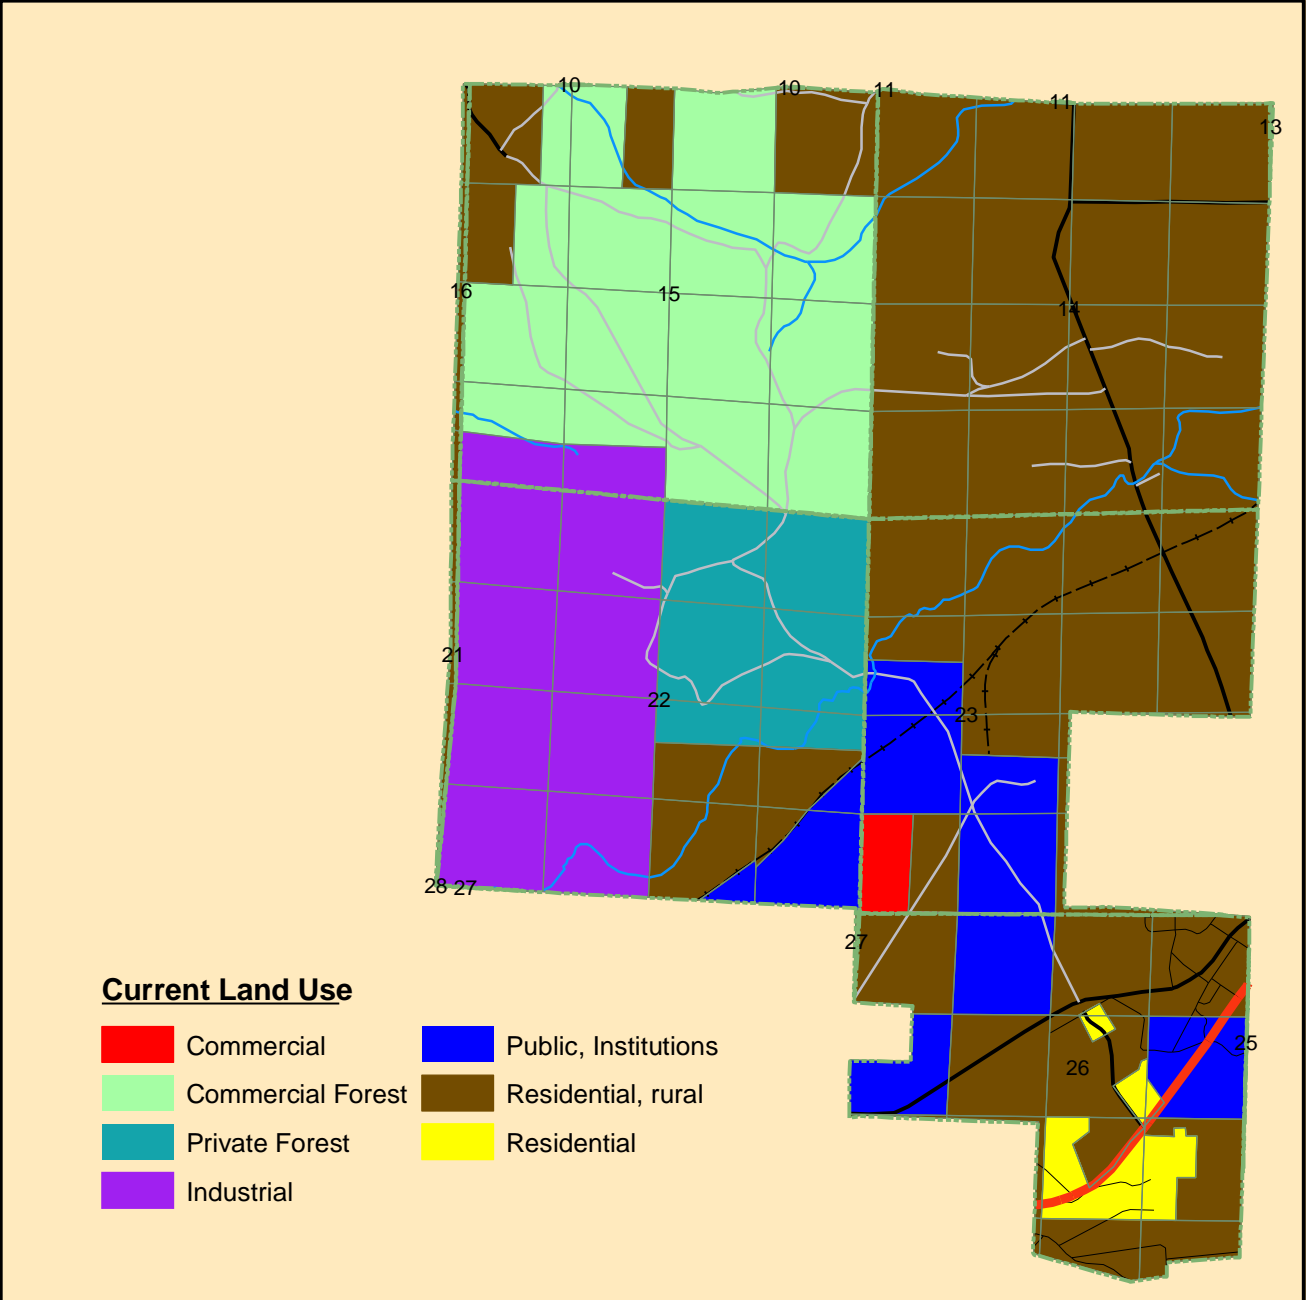 10
10
11
11
13
16
15
14
21
22
23
28 27
27
25
26
Current Land Use
Commercial
Commercial Forest
Private Forest
Industrial
Public, Institutions
Residential, rural
Residential